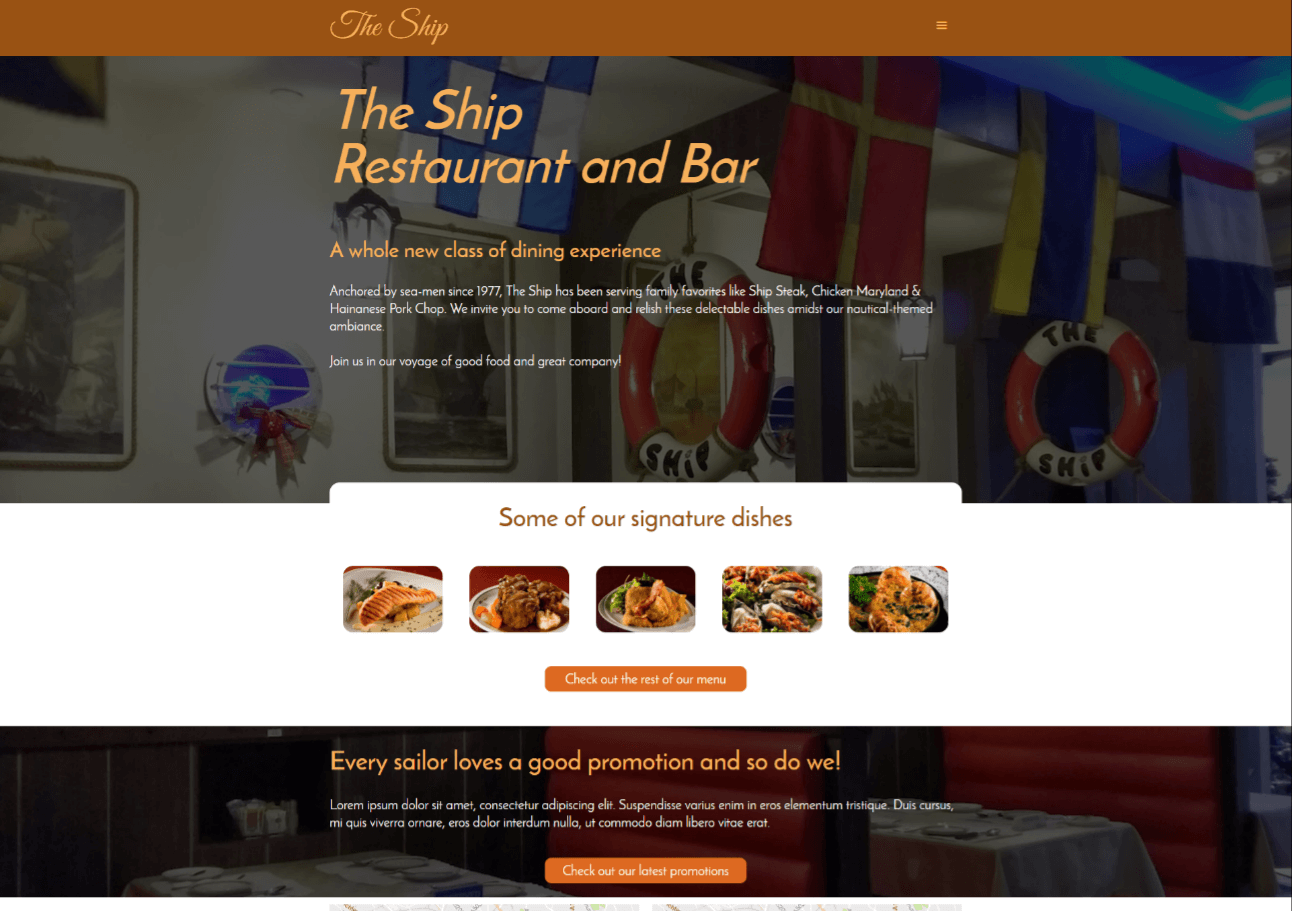 The Ship
The Ship
Restaurant and Bar
A whole new class of dining experience
Anchored by sea-men since 1977, The Ship has been serving family favorites like Ship Steak, Chicken Maryland &
Hainanese Pork Chop. We invite you to come aboard and relish these delectable dishes amidst our nautical-themed
ambiance.
Join us in our voyage of good food and great company!
THE
SHIP
THE
SHIP
Some of our signature dishes
Check out the rest of our menu
Every sailor loves a good promotion and so do we!
Lorem ipsum dolor sit amet, consectetur adipiscing elit. Suspendisse varius enim in eros elementum tristique. Duis cursus,
mi quis viverra ornare, eros dolor interdum nulla, ut commodo diam libero vitae erat.
Check out our latest promotions